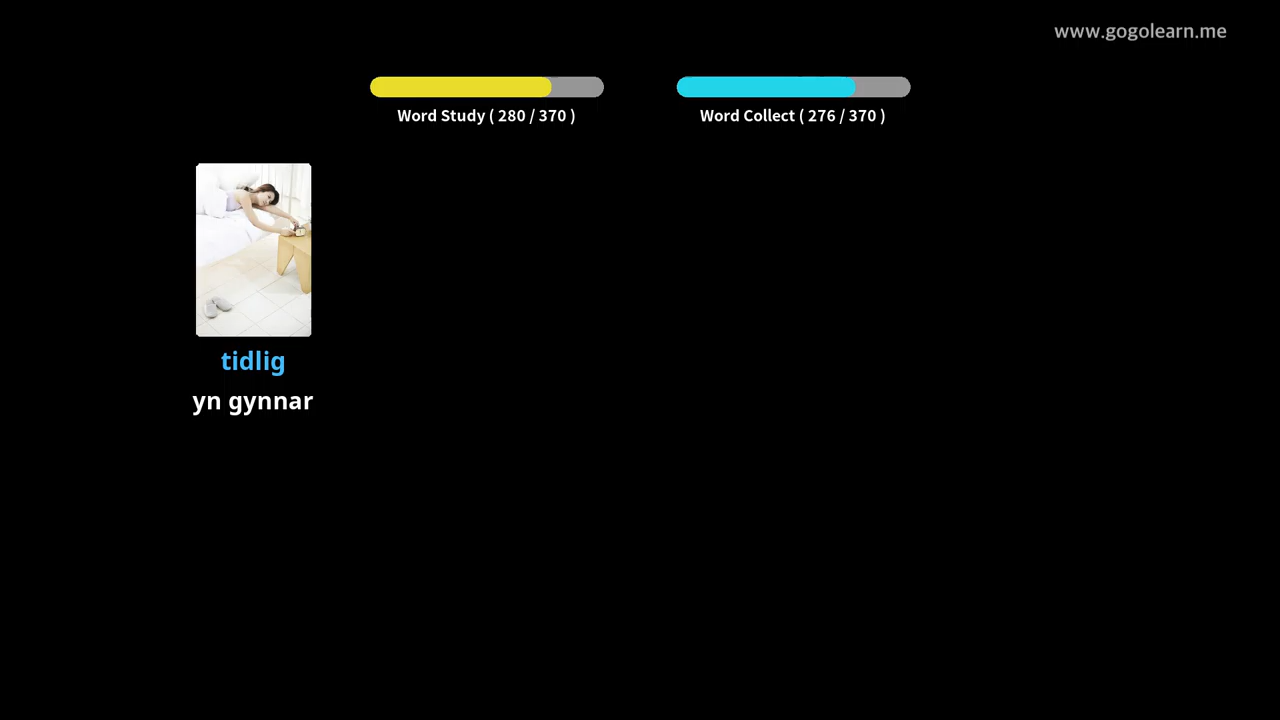 www.gogolearn.me
Word Study ( 280 / 370 )
Word Collect ( 276 / 370 )
tidlig
yn gynnar